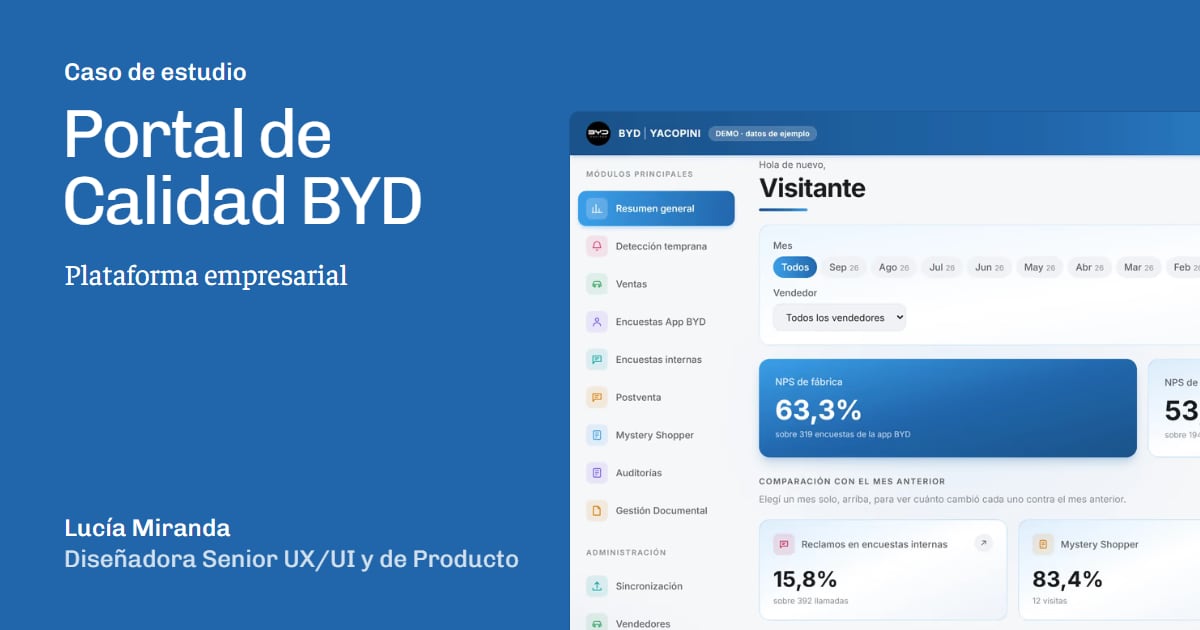 Caso de estudio
Portal de
Calidad BYD
Plataforma empresarial
Lucía Miranda
Diseñadora Senior UX/UI y de Producto
BYD | YACOPINI
DEMO · datos de ejemplo
MÓDULOS PRINCIPALES
Resumen general
Detección temprana
Ventas
Encuestas App BYD
Encuestas internas
Postventa
Mystery Shopper
Auditorías
Gestión Documental
ADMINISTRACIÓN
Sincronización
Vendedores
Hola de nuevo,
Visitante
Mes
Todos Sep 26 Ago 26 Jul 26 Jun 26 May 26 Abr 26 Mar 26 Feb
Vendedor
Todos los vendedores
NPS de fábrica
63,3%
sobre 319 encuestas de la app BYD
NPS de
53,
sobre 194
COMPARACIÓN CON EL MES ANTERIOR
Elegí un mes solo, arriba, para ver cuánto cambió cada uno contra el mes anterior.
Reclamos en encuestas internas
15,8%
sobre 392 llamadas
Mystery Shopper
83,4%
12 visitas